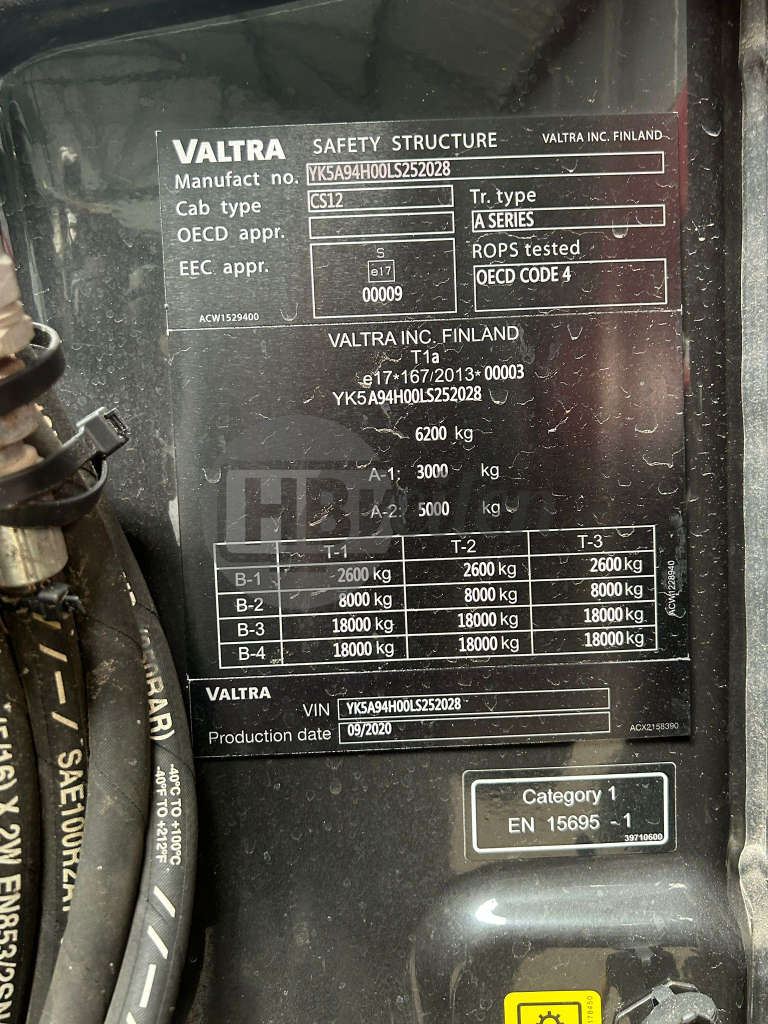 VALTRA SAFETY STRUCTURE VALTRA INC. FINLAND
Manufact no. YK5A94H00LS252028
Cab type CS12 Tr. type
OECD appr. A SERIES
EEC appr. S ROPS tested
e17 OECD CODE 4
00009
ACW1529400
VALTRA INC. FINLAND
T1a
e17*167/2013*00003
YK5A94H00LS252028
6200 kg
A-1: 3000 kg
A-2: 5000 kg
T-1 T-2 T-3
B-1 2600 kg 2600 kg 2600 kg
B-2 8000 kg 8000 kg 8000 kg
B-3 18000 kg 18000 kg 18000 kg
B-4 18000 kg 18000 kg 18000 kg
ACW1228940
VALTRA
VIN YK5A94H00LS252028
Production date 09/2020
ACX2158390
Category 1
EN 15695 - 1
39710600
BAR)
-40°C TO +100°C
-40°F TO +212°F
SAE100R2AT
X 2W EN853/2SN